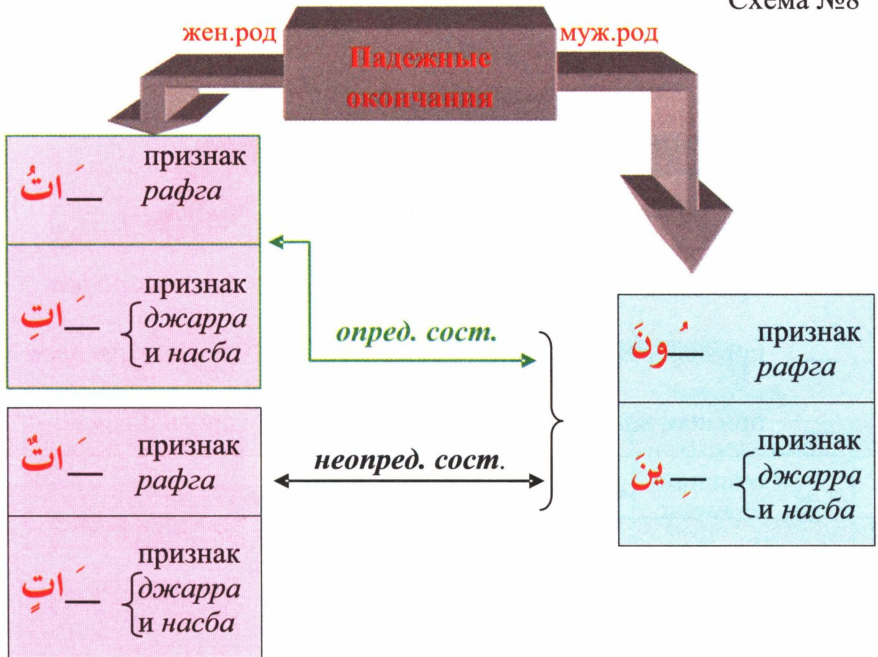 Схема №8
жен.род
муж.род
Падежные
окончания
ـَاتُ
признак
рафга
ـَاتِ
признак
джарра
и насба
опред. сост.
ـُونَ
признак
рафга
ـِينَ
признак
джарра
и насба
неопред. сост.
ـَاتٌ
признак
рафга
ـَاتٍ
признак
джарра
и насба